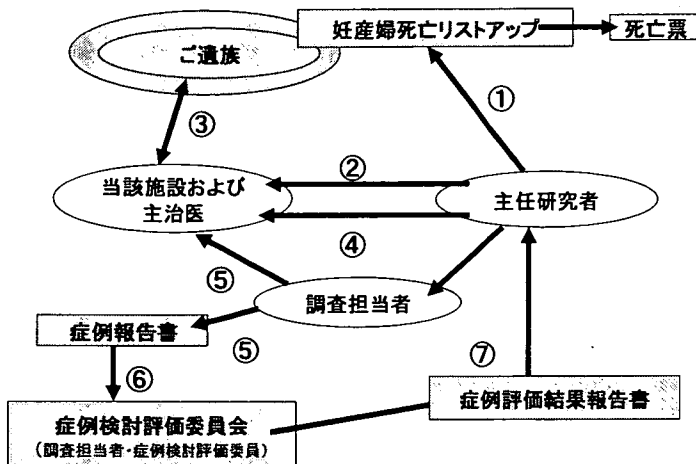 妊産婦死亡リストアップ
死亡票
ご遺族
①
③
当該施設および
主治医
②
主任研究者
④
⑤
調査担当者
症例報告書
⑤
⑦
⑥
症例検討評価委員会
(調査担当者・症例検討評価委員)
症例評価結果報告書